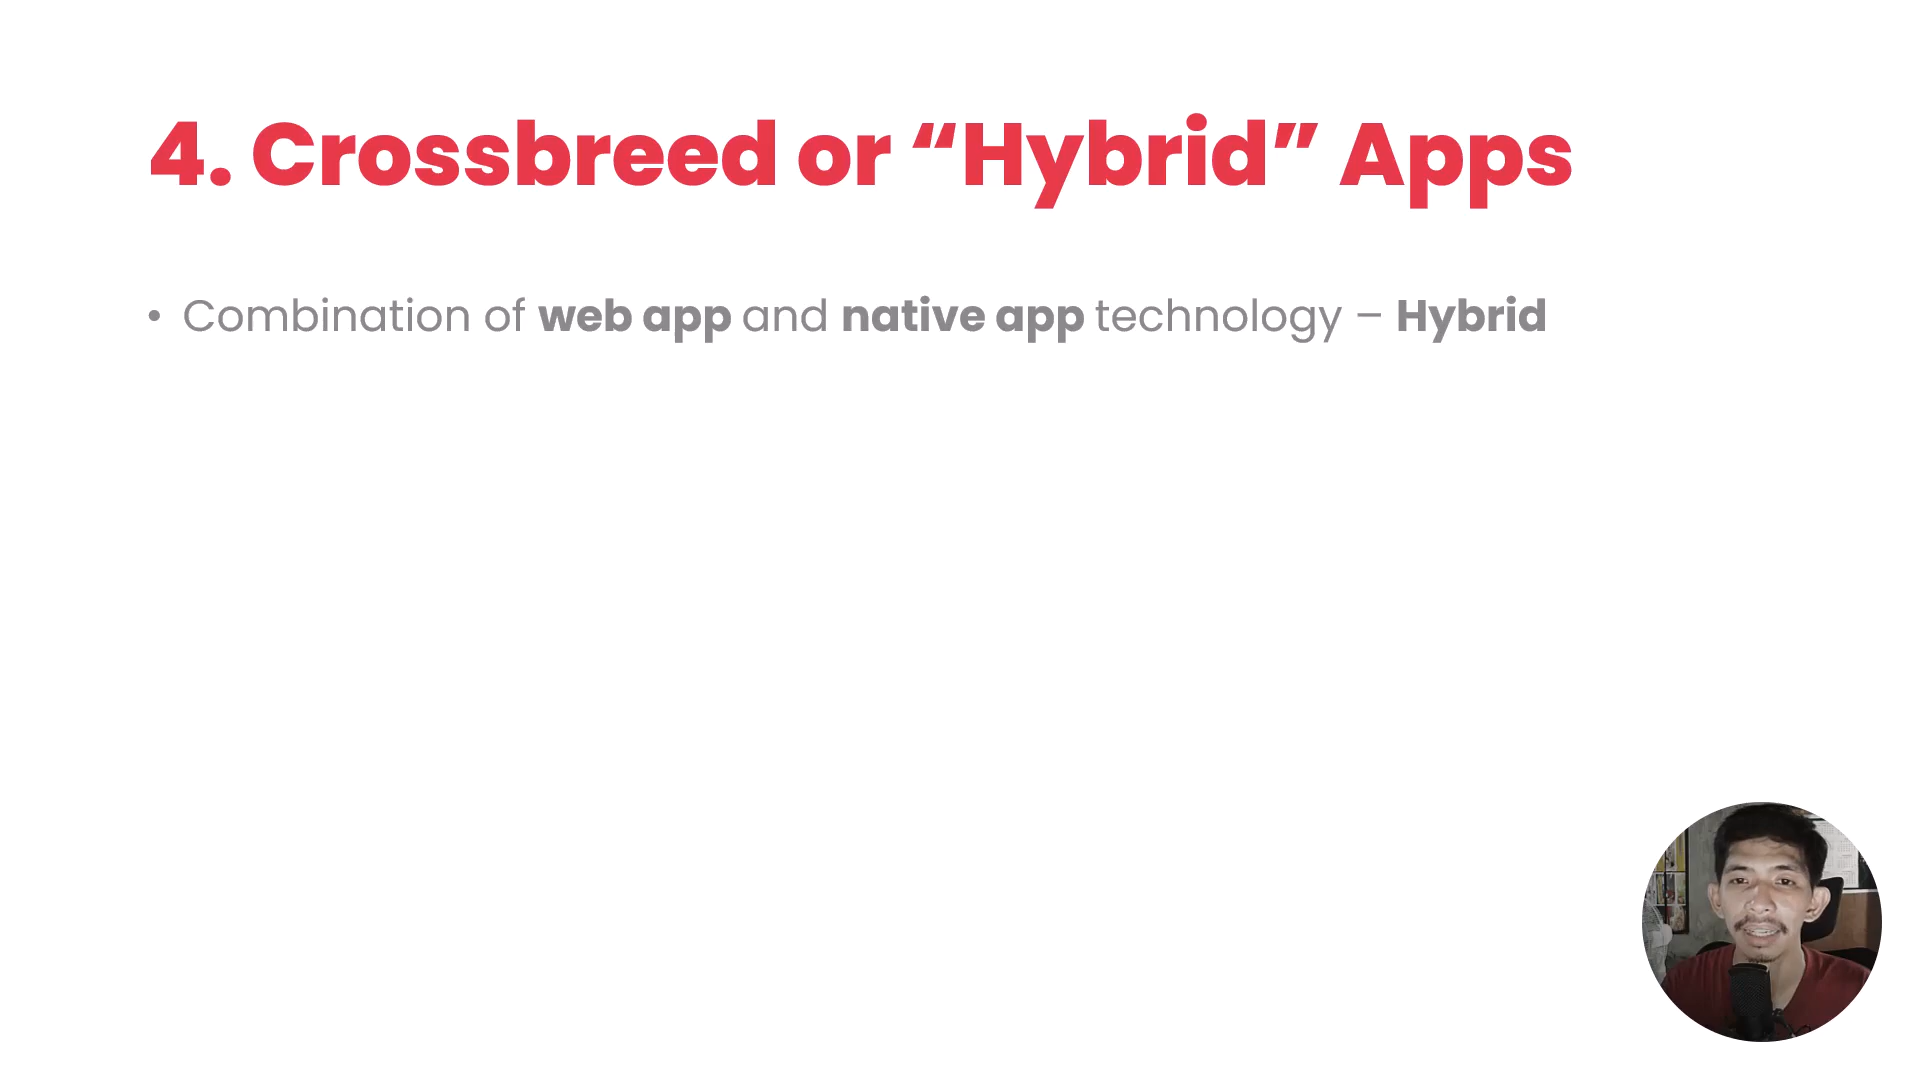 4. Crossbreed or “Hybrid” Apps
• Combination of web app and native app technology – Hybrid